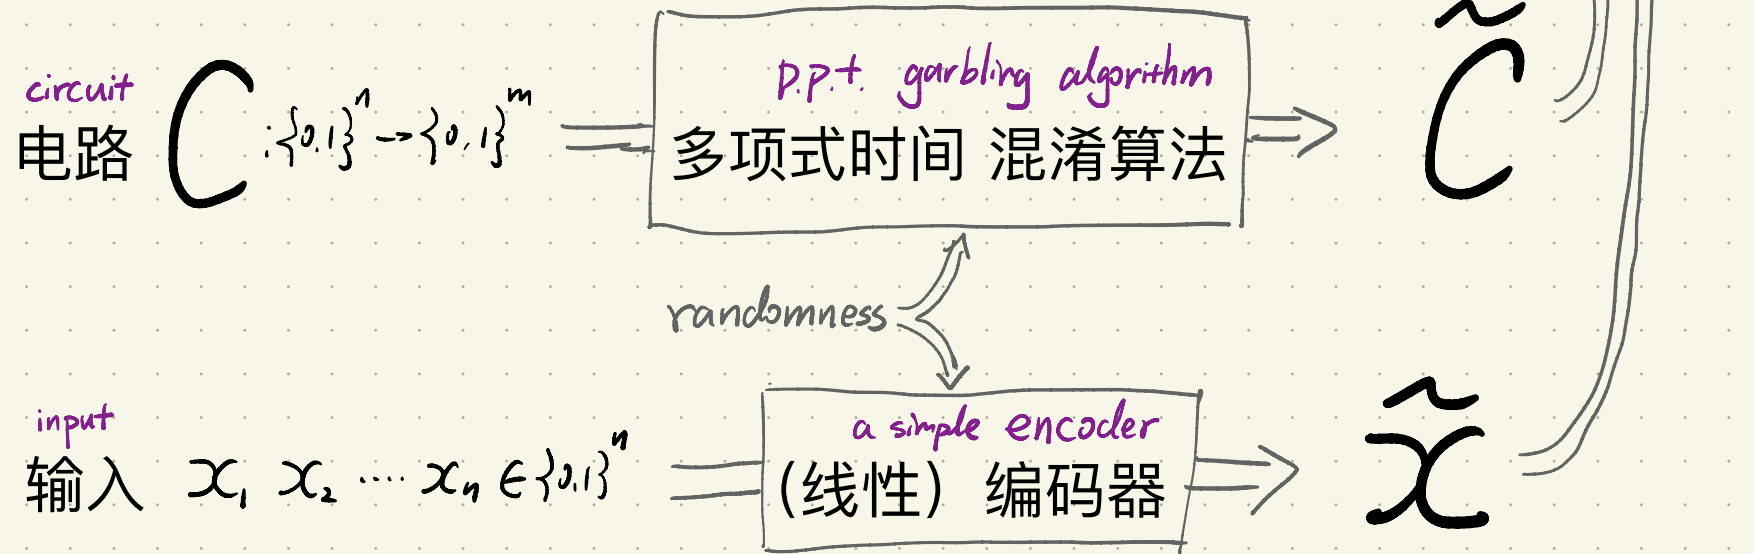 circuit
电路 C :{0,1}ⁿ → {0,1}ᵐ
p.p.t. garbling algorithm
多项式时间 混淆算法
C̃
randomness
input
输入 x₁ x₂ ⋯ xₙ ∈ {0,1}ⁿ
a simple encoder
(线性) 编码器
x̃